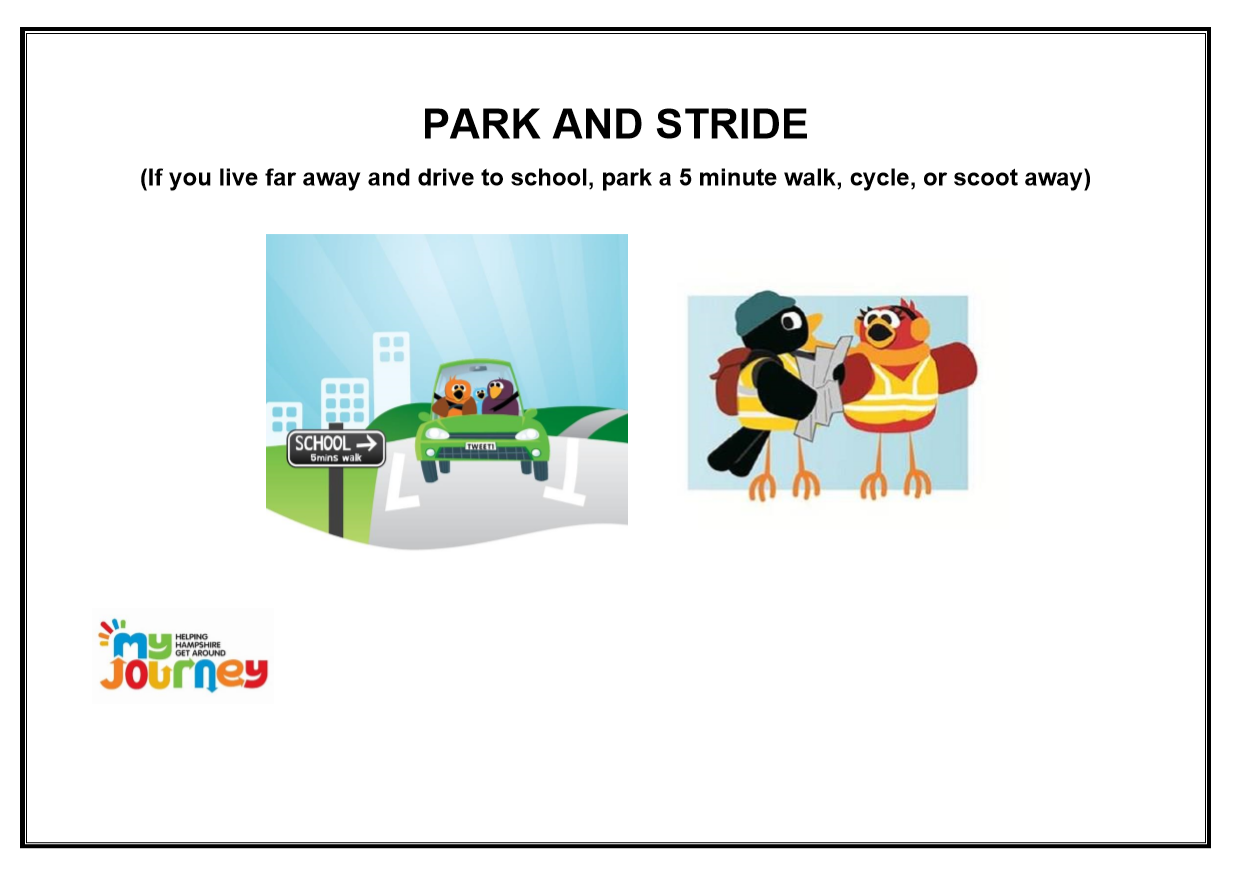 PARK AND STRIDE
(If you live far away and drive to school, park a 5 minute walk, cycle, or scoot away)
SCHOOL
5mins walk
TWEET!
my
HELPING
HAMPSHIRE
GET AROUND
JOURNEY